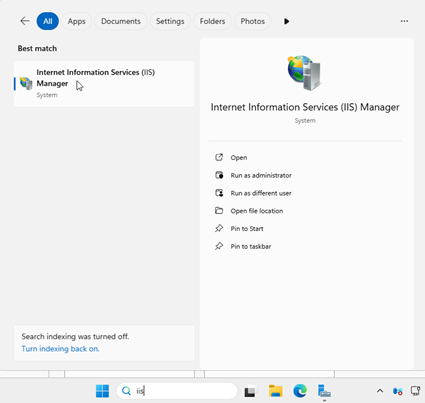 All Apps Documents Settings Folders Photos
Best match
Internet Information Services (IIS)
Manager
System
Internet Information Services (IIS) Manager
System
Open
Run as administrator
Run as different user
Open file location
Pin to Start
Pin to taskbar
Search indexing was turned off.
Turn indexing back on.
iis